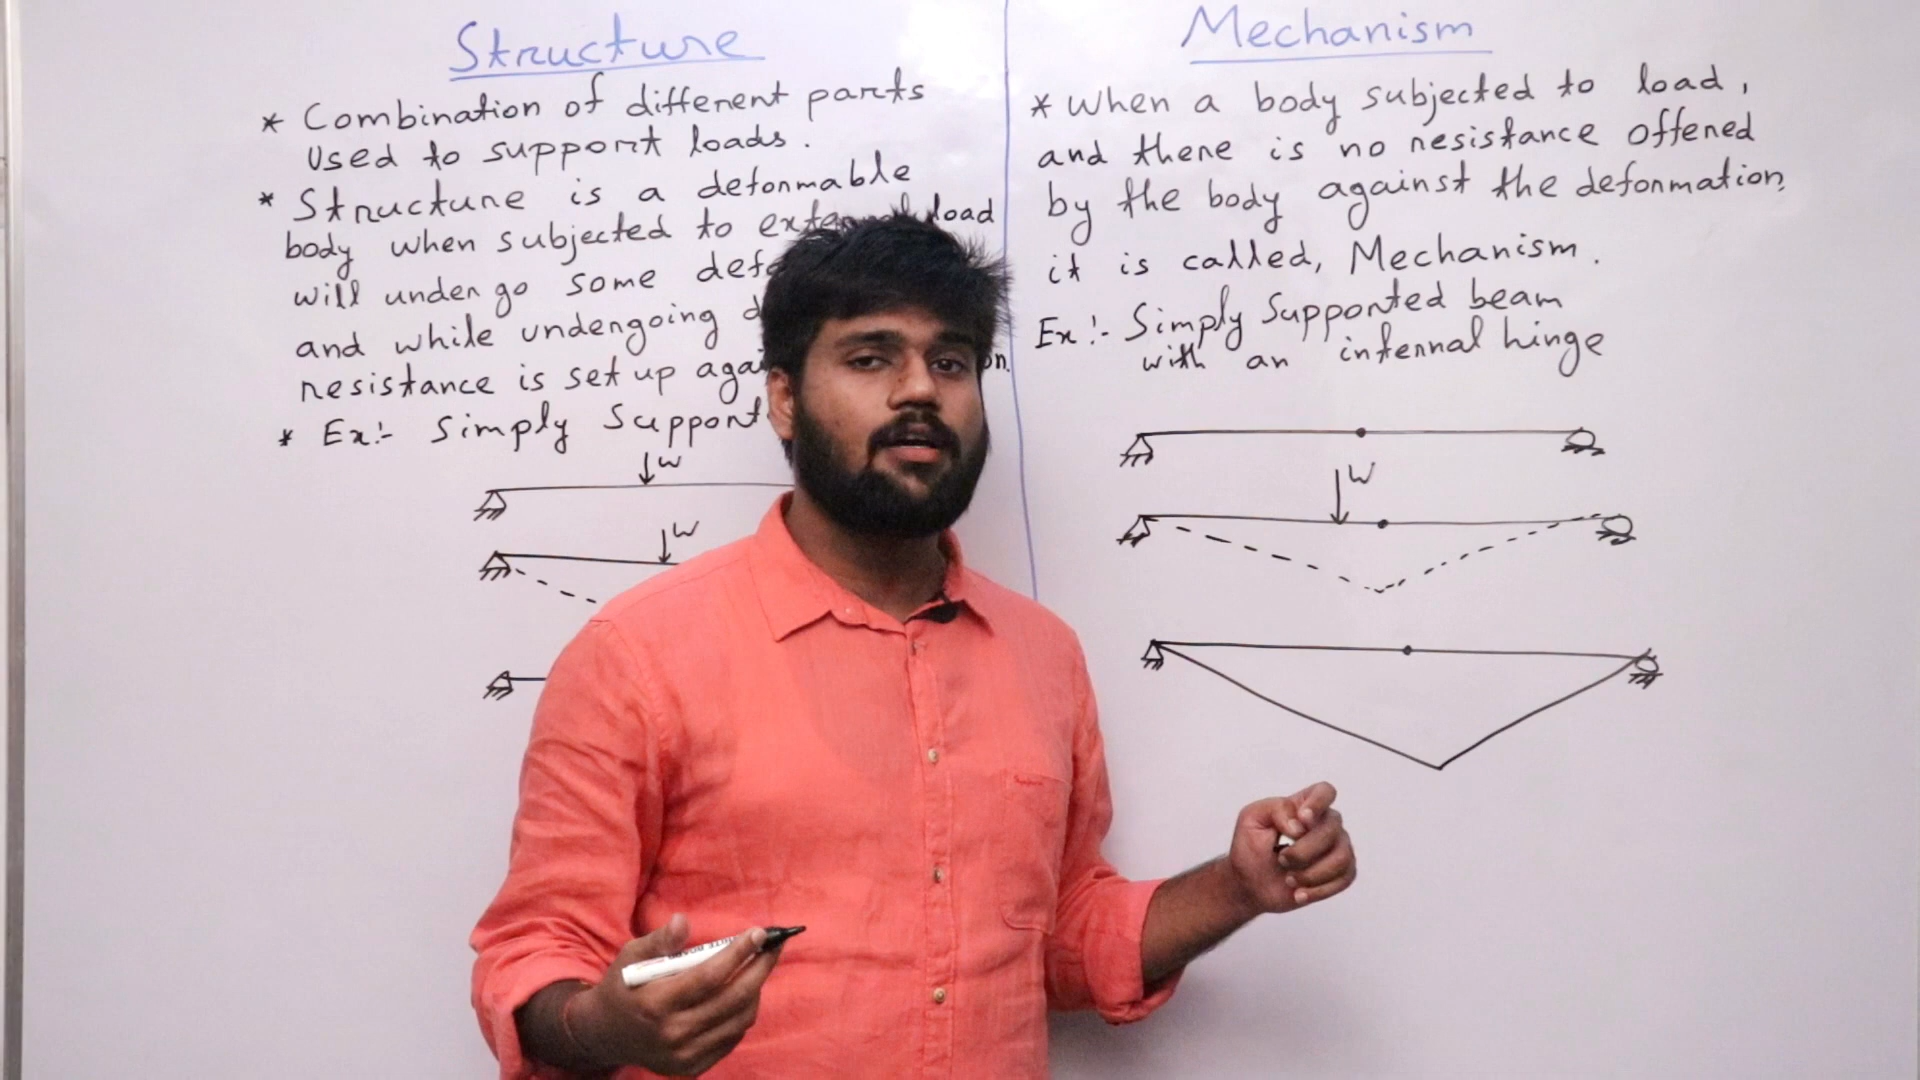 Structure
* Combination of different parts
used to support loads.
* Structure is a deformable
body when subjected to external load
will undergo some
and while undergoing
resistance is set up
* Ex:- Simply
W
W
Mechanism
* When a body subjected to load,
and there is no resistance offered
by the body against the deformation,
it is called, Mechanism.
Ex:- Simply Supported beam
with an internal hinge
W